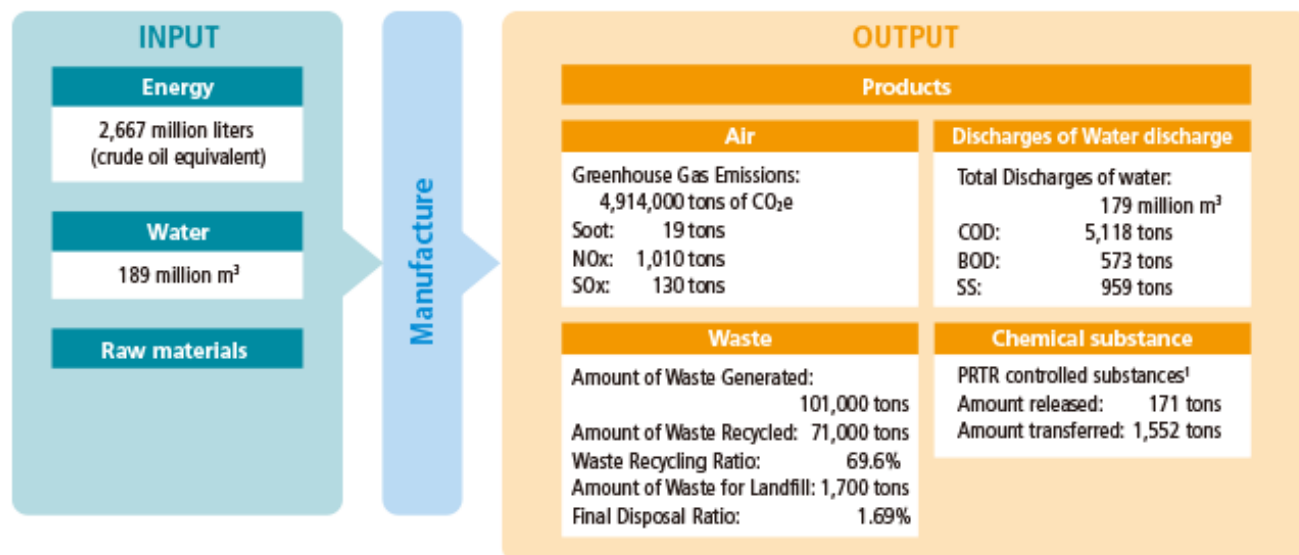 INPUT
Energy
2,667 million liters
(crude oil equivalent)
Water
189 million m³
Raw materials
Manufacture
OUTPUT
Products
Air
Greenhouse Gas Emissions:
4,914,000 tons of CO₂e
Soot: 19 tons
NOx: 1,010 tons
SOx: 130 tons
Discharges of Water discharge
Total Discharges of water:
179 million m³
COD: 5,118 tons
BOD: 573 tons
SS: 959 tons
Waste
Amount of Waste Generated:
101,000 tons
Amount of Waste Recycled: 71,000 tons
Waste Recycling Ratio: 69.6%
Amount of Waste for Landfill: 1,700 tons
Final Disposal Ratio: 1.69%
Chemical substance
PRTR controlled substances¹
Amount released: 171 tons
Amount transferred: 1,552 tons